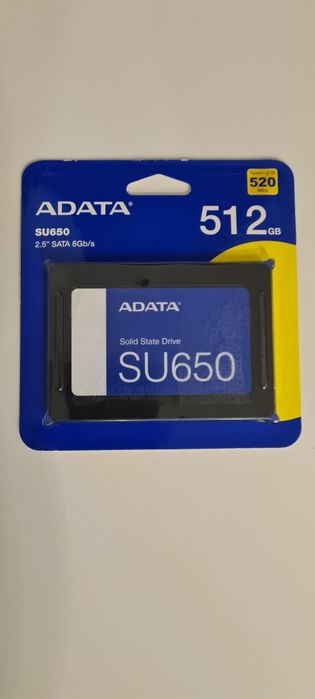 Speed up to
520
MB/s
ADATA®
512GB
SU650
2.5" SATA 6Gb/s
ADATA®
Solid State Drive
SU650